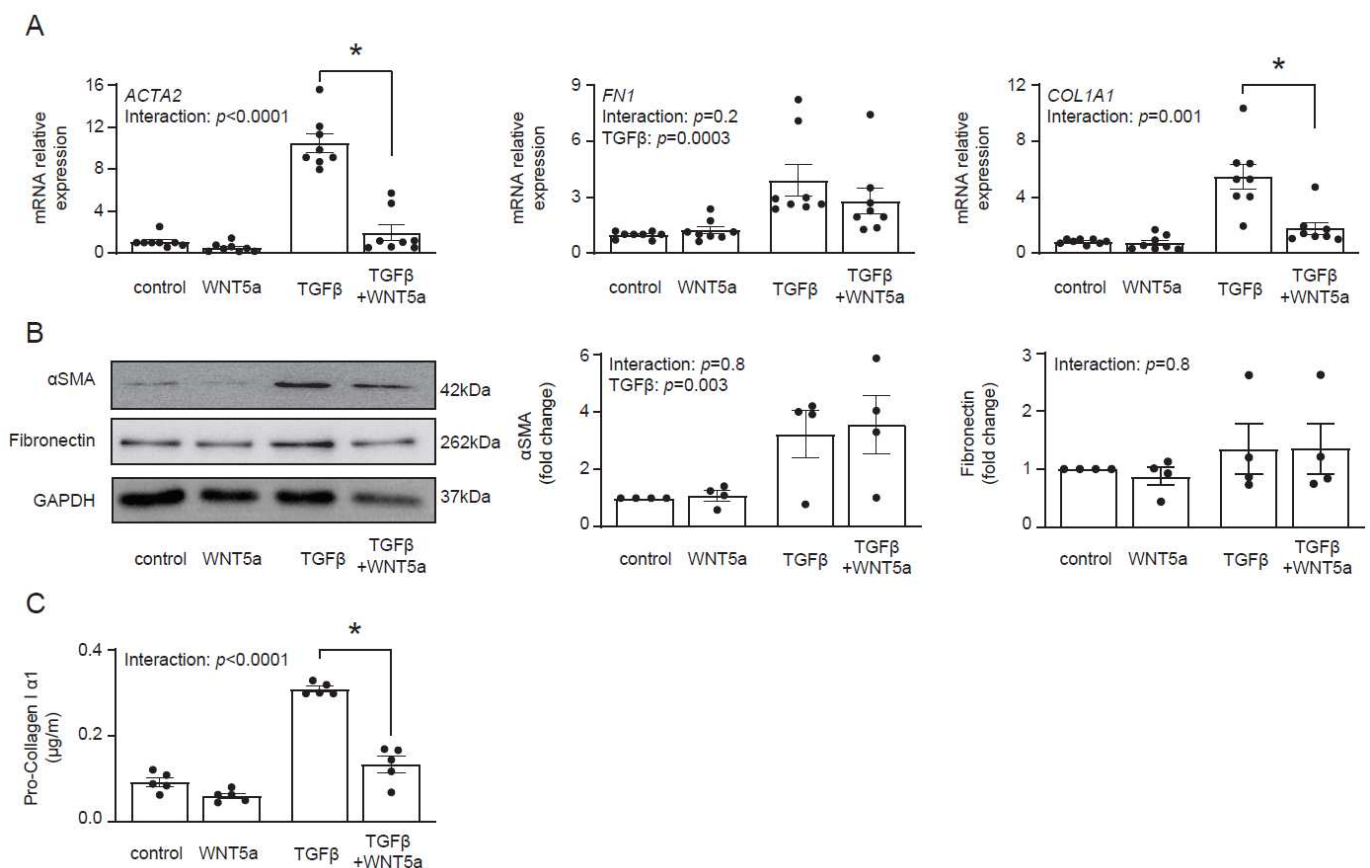 A
mRNA relative
expression
16
12
8
4
0
ACTA2
Interaction: p<0.0001
*
control
WNT5a
TGFβ
TGFβ
+WNT5a
mRNA relative
expression
9
6
3
0
FN1
Interaction: p=0.2
TGFβ: p=0.0003
control
WNT5a
TGFβ
TGFβ
+WNT5a
mRNA relative
expression
12
8
4
0
COL1A1
Interaction: p=0.001
*
control
WNT5a
TGFβ
TGFβ
+WNT5a
B
αSMA
42kDa
Fibronectin
262kDa
GAPDH
37kDa
control
WNT5a
TGFβ
TGFβ
+WNT5a
αSMA
(fold change)
6
4
2
0
Interaction: p=0.8
TGFβ: p=0.003
control
WNT5a
TGFβ
TGFβ
+WNT5a
Fibronectin
(fold change)
3
2
1
0
Interaction: p=0.8
control
WNT5a
TGFβ
TGFβ
+WNT5a
C
Pro-Collagen I α1
(µg/m)
0.4
0.2
0.0
Interaction: p<0.0001
*
control
WNT5a
TGFβ
TGFβ
+WNT5a